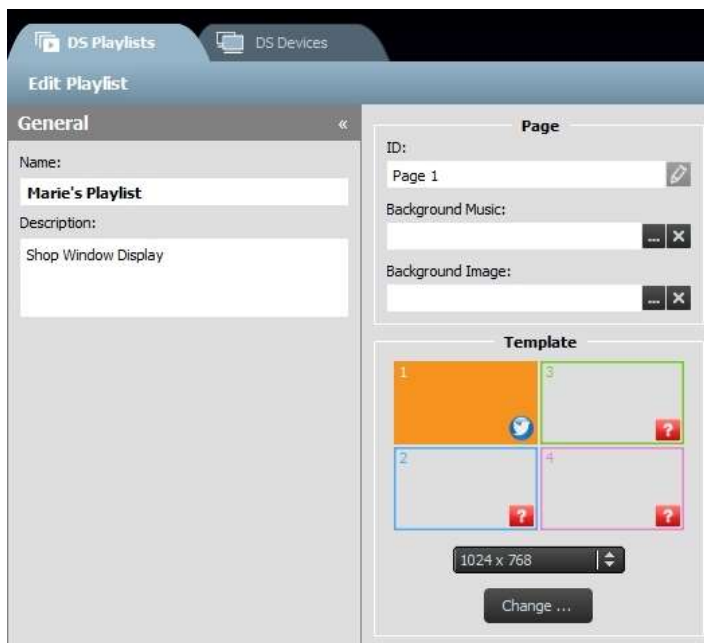 DS Playlists
DS Devices
Edit Playlist
General «
Name:
Marie's Playlist
Description:
Shop Window Display
Page
ID:
Page 1
Background Music:
... ×
Background Image:
... ×
Template
1
3
?
2
4
?
?
1024 x 768
Change ...